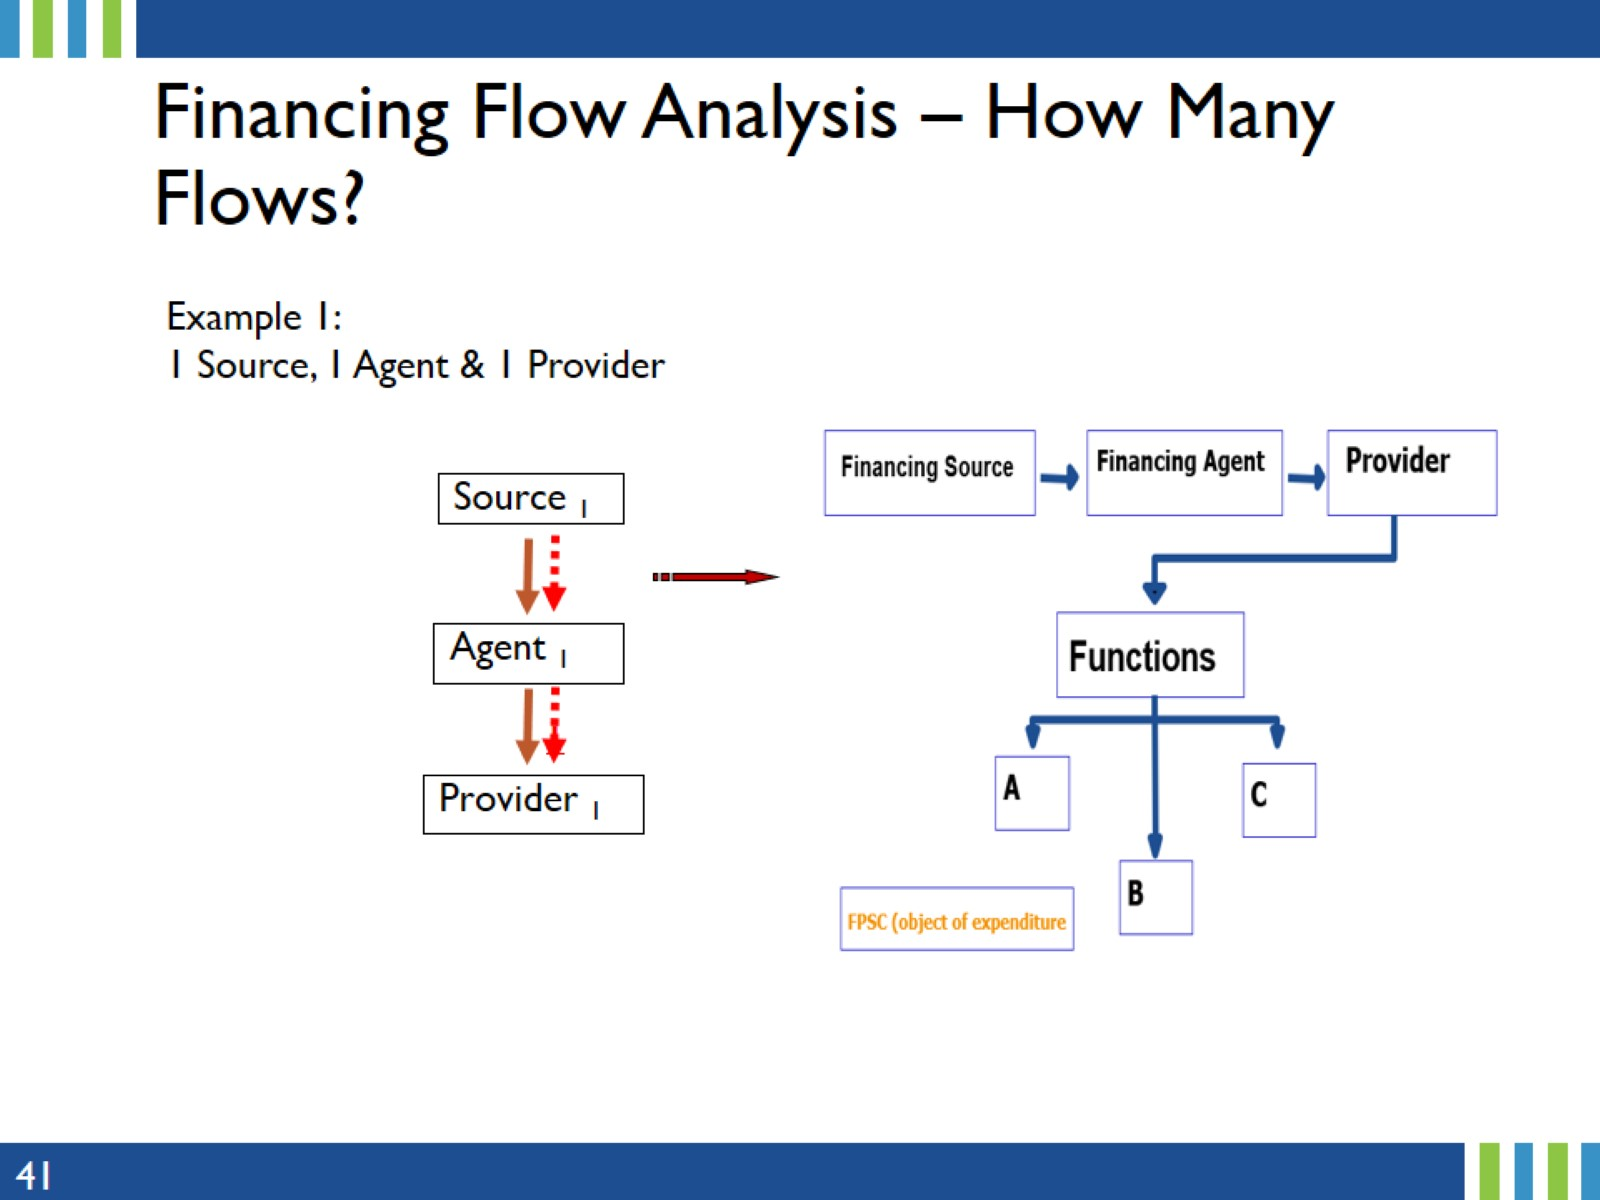 Financing Flow Analysis – How Many
Flows?
Example 1:
1 Source, 1 Agent & 1 Provider
Source 1
Agent 1
Provider 1
Financing Source
Financing Agent
Provider
Functions
A
C
B
FPSC (object of expenditure
41